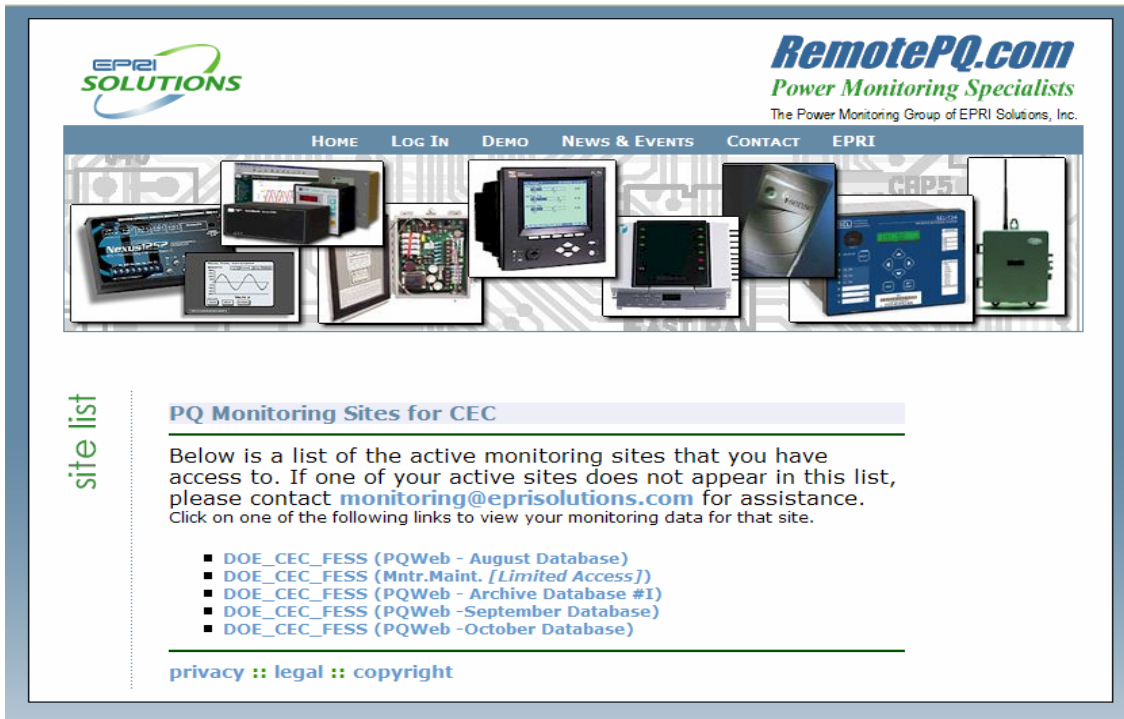 EPRI
SOLUTIONS
RemotePQ.com
Power Monitoring Specialists
The Power Monitoring Group of EPRI Solutions, Inc.
HOME LOG IN DEMO NEWS & EVENTS CONTACT EPRI
CBP5
Nexus1252
EAST PAN
site list
PQ Monitoring Sites for CEC
Below is a list of the active monitoring sites that you have
access to. If one of your active sites does not appear in this list,
please contact monitoring@eprisolutions.com for assistance.
Click on one of the following links to view your monitoring data for that site.
DOE_CEC_FESS (PQWeb - August Database)
DOE_CEC_FESS (Mntr.Maint. [Limited Access])
DOE_CEC_FESS (PQWeb - Archive Database #I)
DOE_CEC_FESS (PQWeb -September Database)
DOE_CEC_FESS (PQWeb -October Database)
privacy :: legal :: copyright